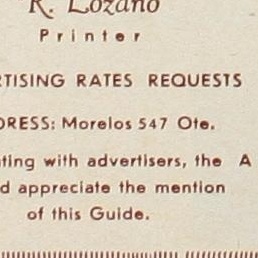 R. Lozano
Printer
RTISING RATES REQUESTS
DRESS: Morelos 547 Ote.
ting with advertisers, the A
d appreciate the mention
of this Guide.